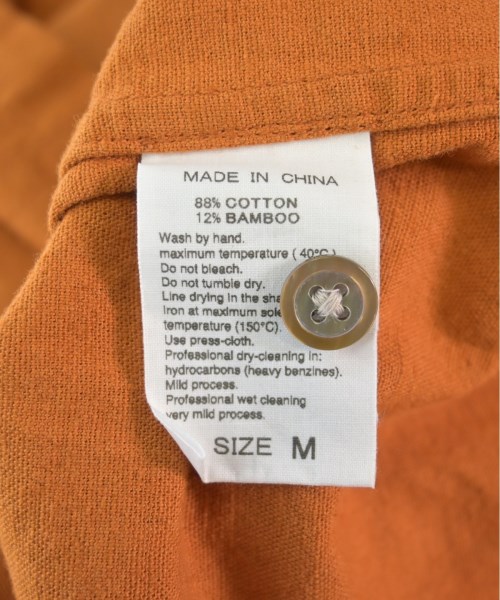 MADE IN CHINA
88% COTTON
12% BAMBOO
Wash by hand.
maximum temperature ( 40°C )
Do not bleach.
Do not tumble dry.
Line drying in the
Iron at maximum sole
temperature (150°C).
Use press-cloth.
Professional dry-cleaning in:
hydrocarbons (heavy benzines).
Mild process.
Professional wet cleaning
very mild process.
SIZE M